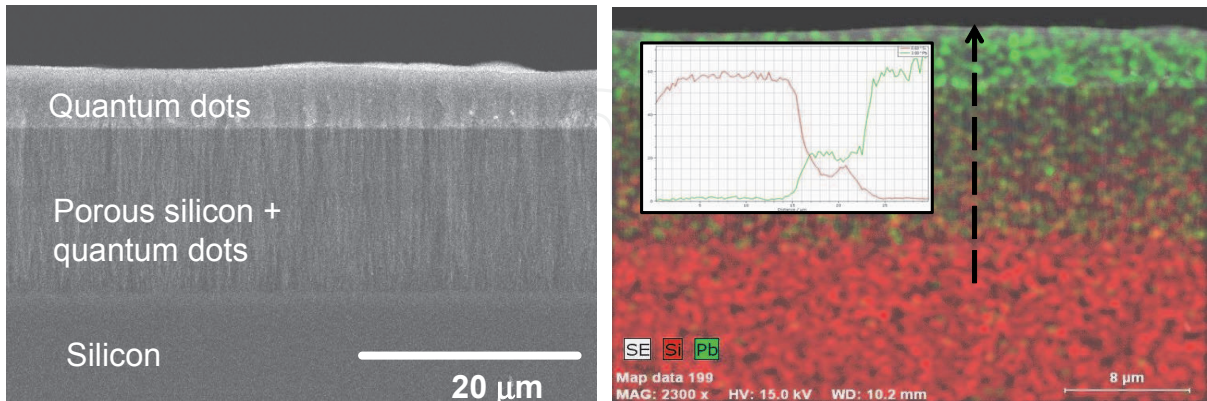 Quantum dots
Porous silicon +
quantum dots
Silicon
20 μm
SE Si Pb
Map data 199
MAG: 2300 x HV: 15.0 kV WD: 10.2 mm
8 μm